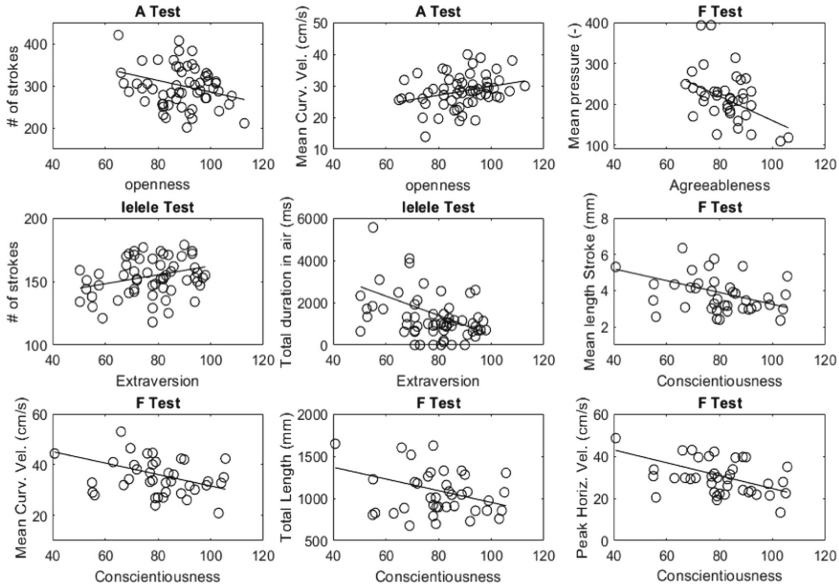 A Test
# of strokes
400
300
200
40 60 80 100 120
openness
A Test
Mean Curv. Vel. (cm/s)
50
40
30
20
10
40 60 80 100 120
openness
F Test
Mean pressure (-)
400
300
200
100
40 60 80 100 120
Agreeableness
lelele Test
# of strokes
200
150
100
40 60 80 100 120
Extraversion
lelele Test
Total duration in air (ms)
6000
4000
2000
0
40 60 80 100 120
Extraversion
F Test
Mean length Stroke (mm)
8
6
4
2
40 60 80 100 120
Conscientiousness
F Test
Mean Curv. Vel. (cm/s)
60
40
20
40 60 80 100 120
Conscientiousness
F Test
Total Length (mm)
2000
1500
1000
500
40 60 80 100 120
Conscientiousness
F Test
Peak Horiz. Vel. (cm/s)
60
40
20
0
40 60 80 100 120
Conscientiousness